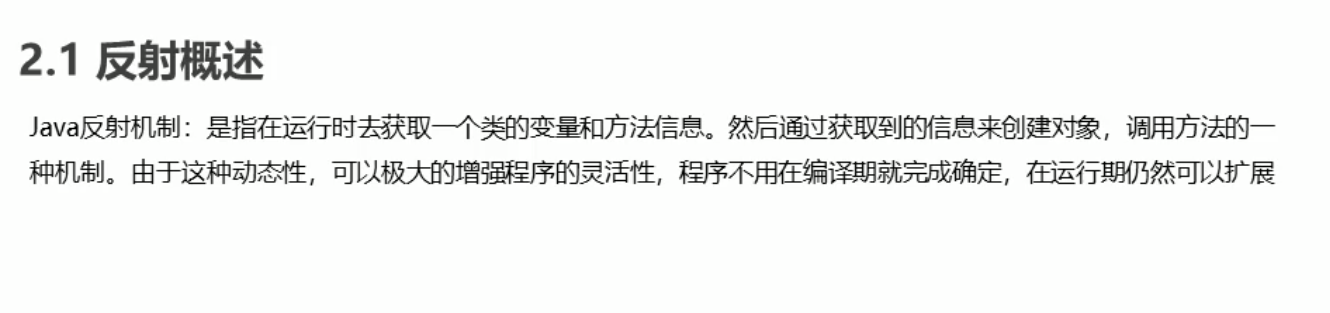 2.1 反射概述
Java反射机制：是指在运行时去获取一个类的变量和方法信息。然后通过获取到的信息来创建对象，调用方法的一
种机制。由于这种动态性，可以极大的增强程序的灵活性，程序不用在编译期就完成确定，在运行期仍然可以扩展